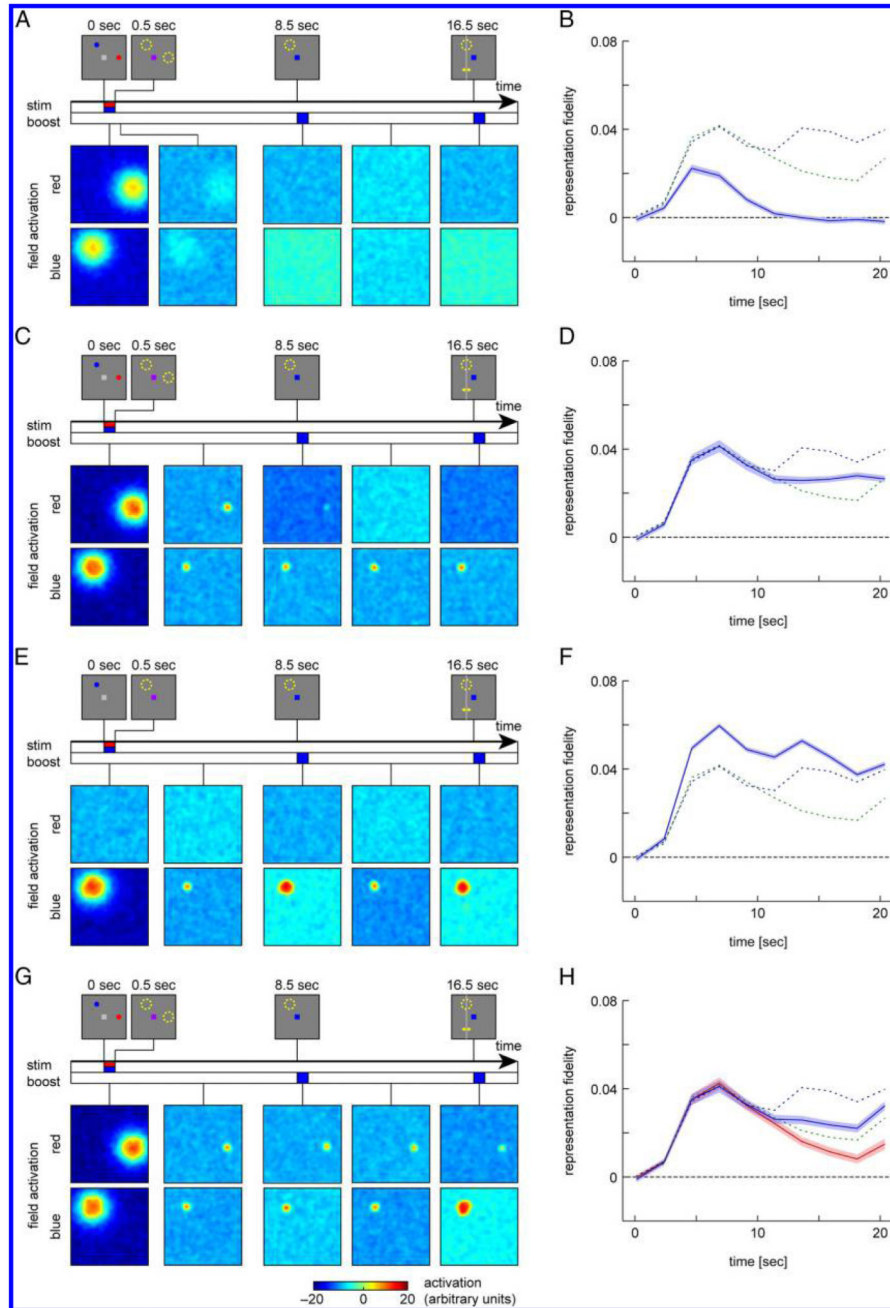 A
0 sec 0.5 sec 8.5 sec 16.5 sec
time
stim
boost
field activation
red
blue
B
0.08
0.04
0
representation fidelity
0 10 20
time [sec]
C
0 sec 0.5 sec 8.5 sec 16.5 sec
time
stim
boost
field activation
red
blue
D
0.08
0.04
0
representation fidelity
0 10 20
time [sec]
E
0 sec 0.5 sec 8.5 sec 16.5 sec
time
stim
boost
field activation
red
blue
F
0.08
0.04
0
representation fidelity
0 10 20
time [sec]
G
0 sec 0.5 sec 8.5 sec 16.5 sec
time
stim
boost
field activation
red
blue
H
0.08
0.04
0
representation fidelity
0 10 20
time [sec]
−20 0 20
activation
(arbitrary units)